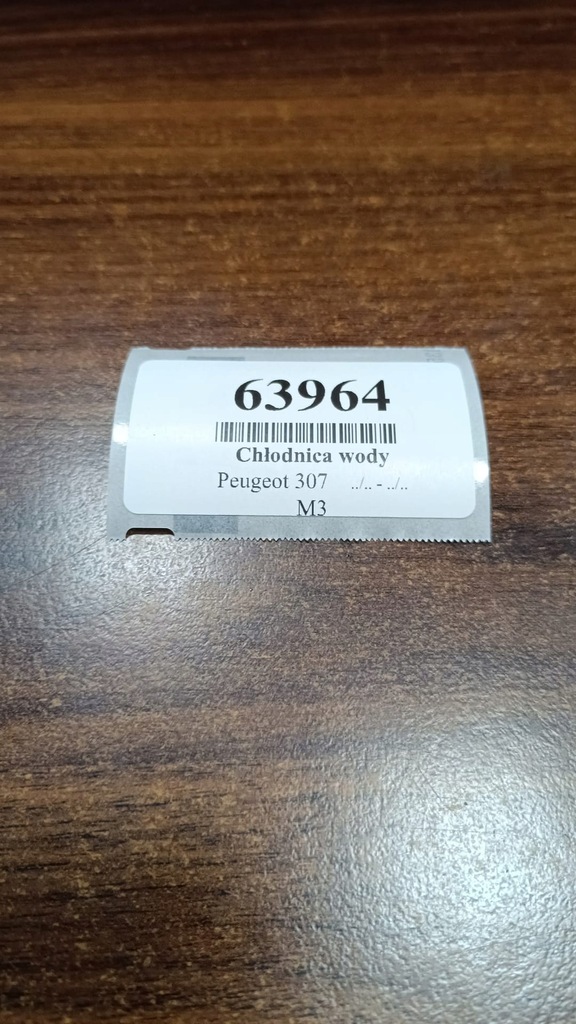 63964
Chłodnica wody
Peugeot 307 ../.. - ../..
M3